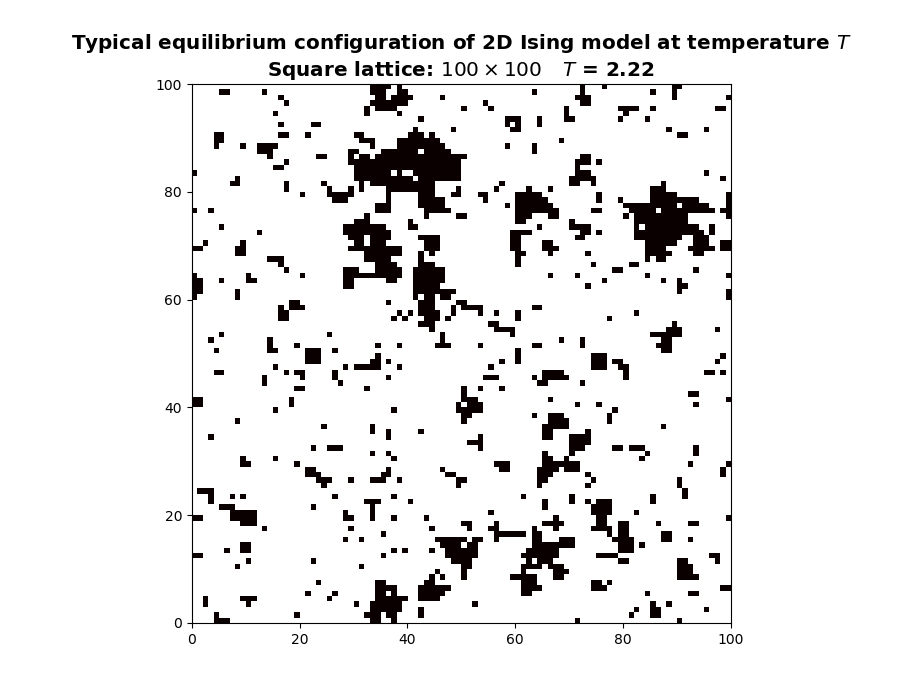 Typical equilibrium configuration of 2D Ising model at temperature T
Square lattice: 100 × 100 T = 2.22
100
80
60
40
20
0
0 20 40 60 80 100